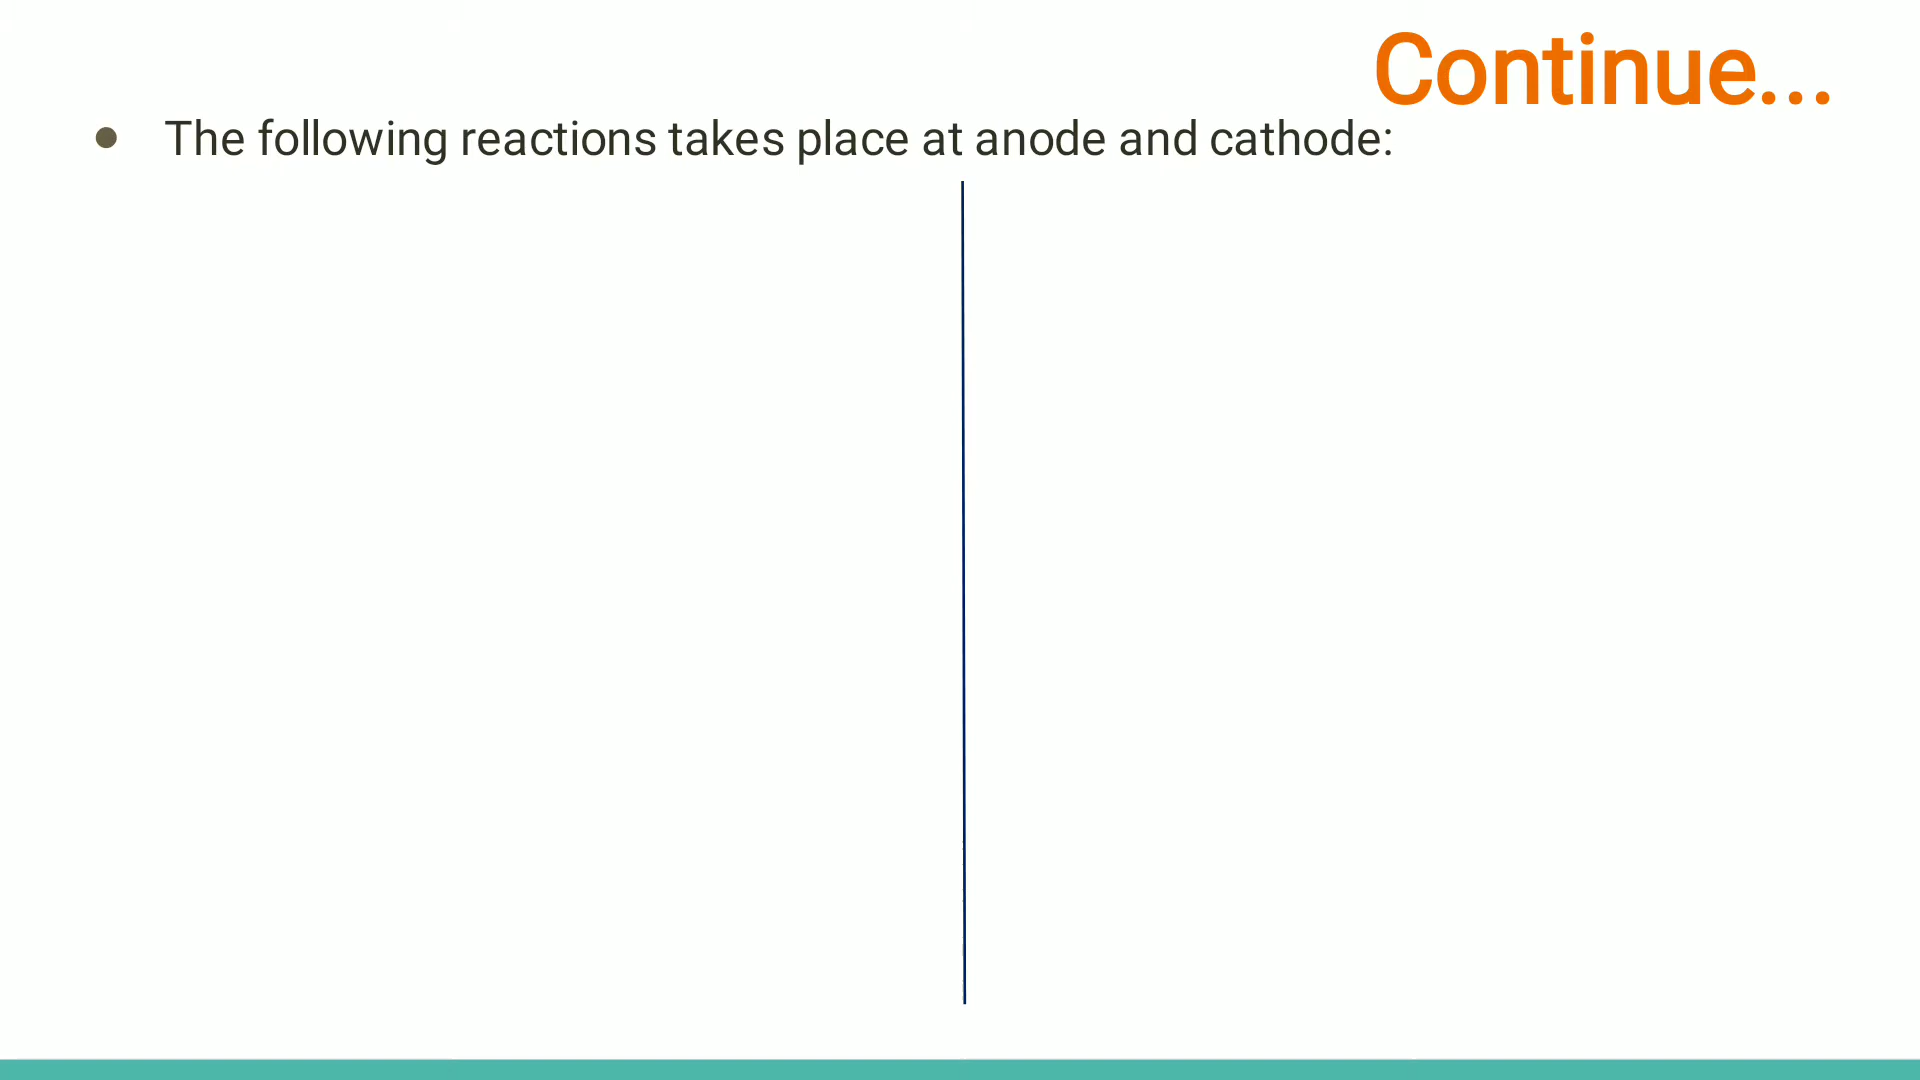 Continue...
● The following reactions takes place at anode and cathode: